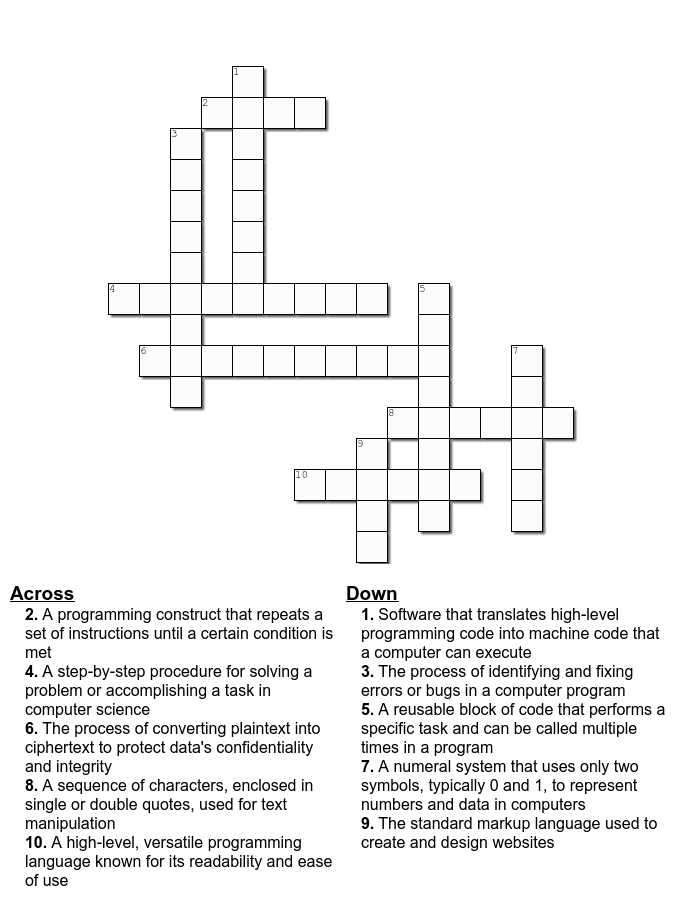 1
2
3
4
5
6
7
8
9
10
Across
2. A programming construct that repeats a
set of instructions until a certain condition is
met
4. A step-by-step procedure for solving a
problem or accomplishing a task in
computer science
6. The process of converting plaintext into
ciphertext to protect data's confidentiality
and integrity
8. A sequence of characters, enclosed in
single or double quotes, used for text
manipulation
10. A high-level, versatile programming
language known for its readability and ease
of use
Down
1. Software that translates high-level
programming code into machine code that
a computer can execute
3. The process of identifying and fixing
errors or bugs in a computer program
5. A reusable block of code that performs a
specific task and can be called multiple
times in a program
7. A numeral system that uses only two
symbols, typically 0 and 1, to represent
numbers and data in computers
9. The standard markup language used to
create and design websites